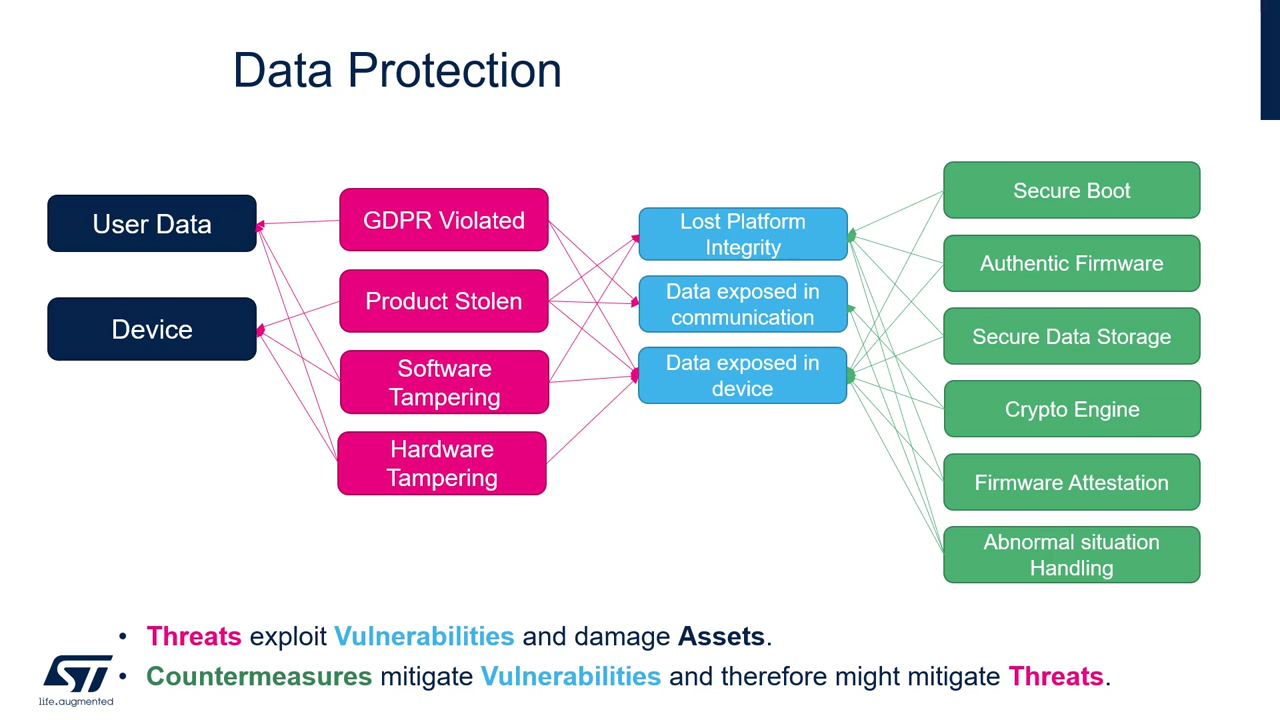 Data Protection
User Data
Device
GDPR Violated
Product Stolen
Software
Tampering
Hardware
Tampering
Lost Platform
Integrity
Data exposed in
communication
Data exposed in
device
Secure Boot
Authentic Firmware
Secure Data Storage
Crypto Engine
Firmware Attestation
Abnormal situation
Handling
• Threats exploit Vulnerabilities and damage Assets.
• Countermeasures mitigate Vulnerabilities and therefore might mitigate Threats.
ST
life.augmented